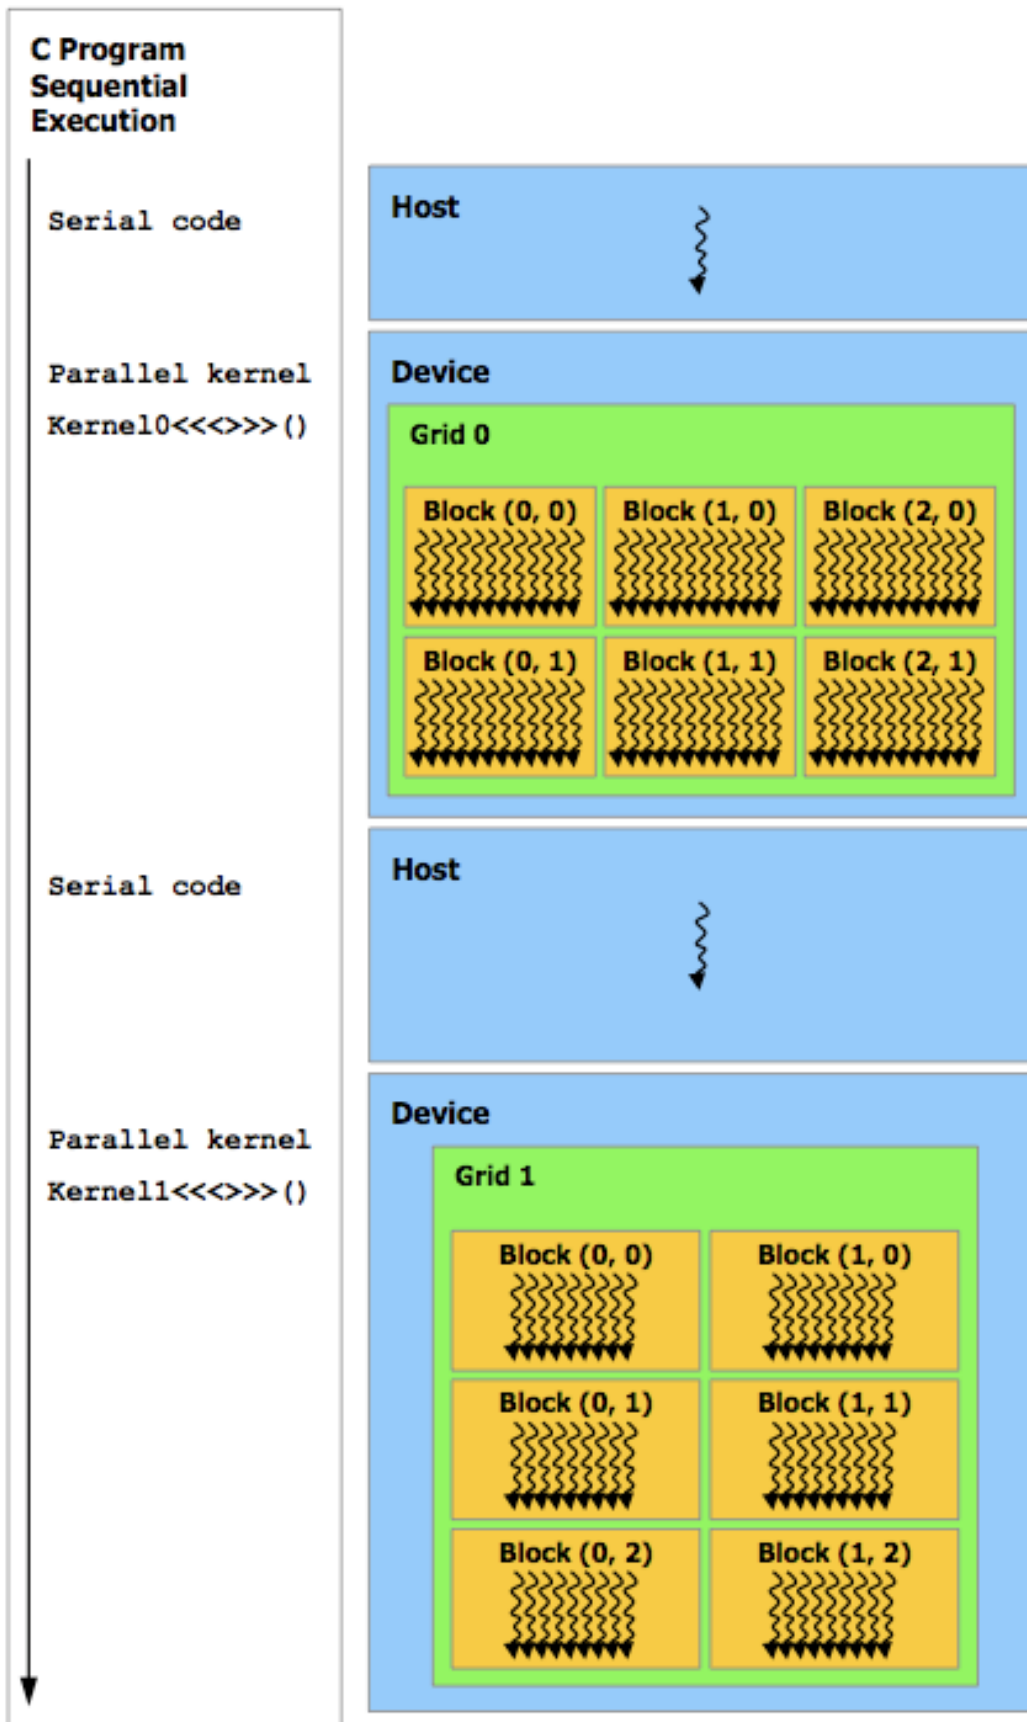 C Program
Sequential
Execution
Serial code
Host
Parallel kernel
Kernel0<<<>>>()
Device
Grid 0
Block (0, 0) Block (1, 0) Block (2, 0)
Block (0, 1) Block (1, 1) Block (2, 1)
Serial code
Host
Parallel kernel
Kernel1<<<>>>()
Device
Grid 1
Block (0, 0) Block (1, 0)
Block (0, 1) Block (1, 1)
Block (0, 2) Block (1, 2)